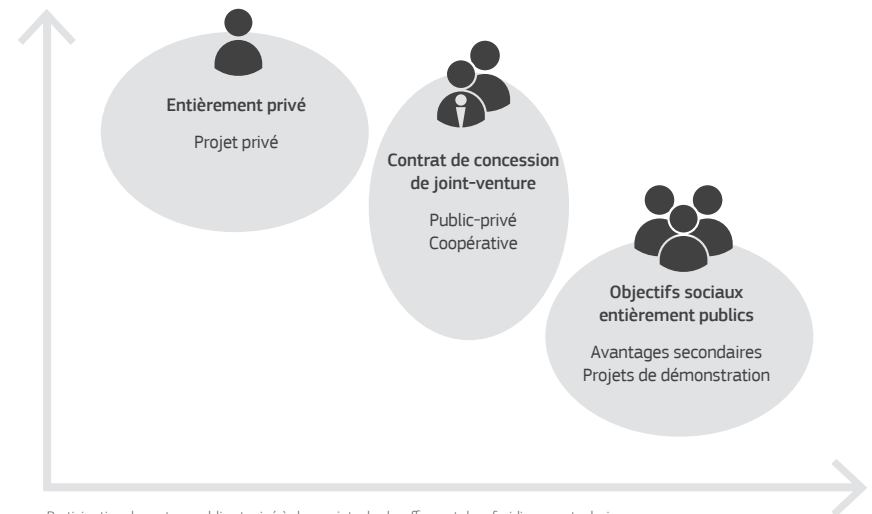 Entièrement privé
Projet privé
Contrat de concession
de joint-venture
Public-privé
Coopérative
Objectifs sociaux
entièrement publics
Avantages secondaires
Projets de démonstration